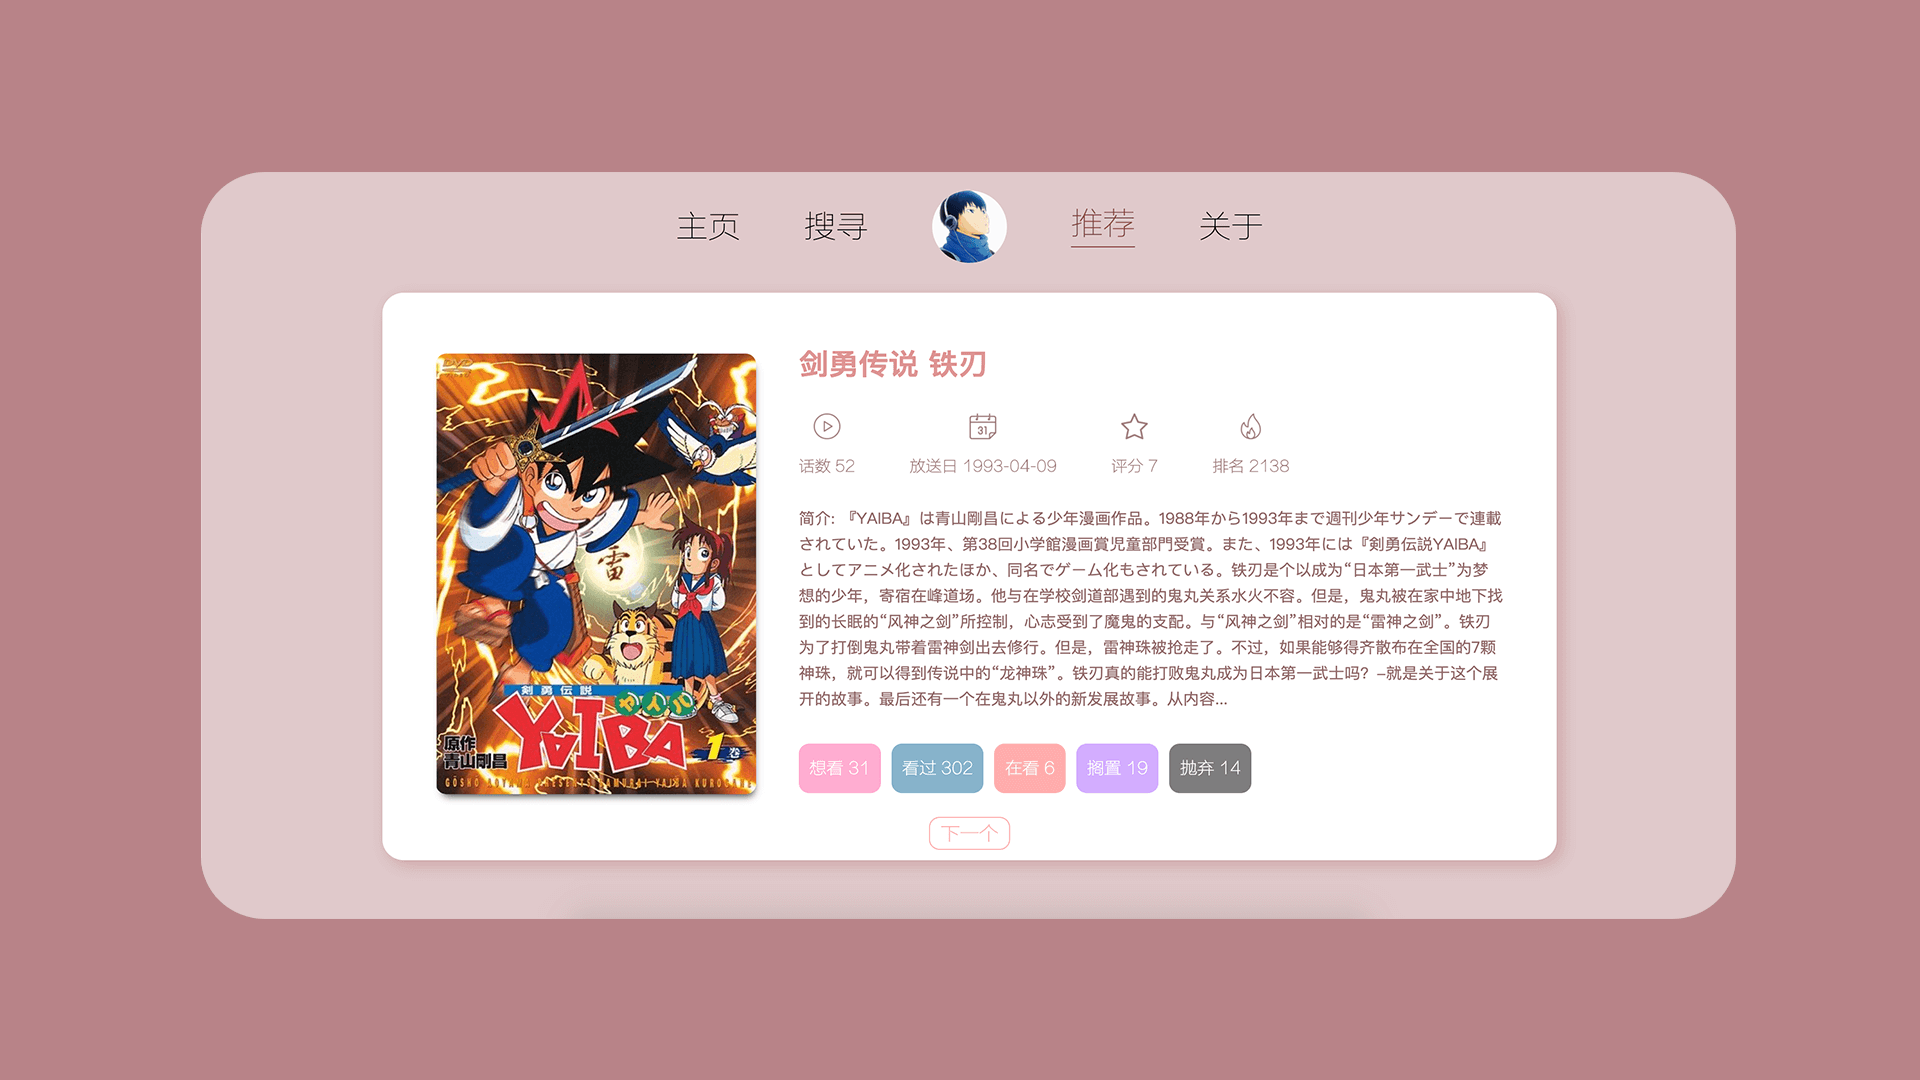 主页 搜寻 推荐 关于
DVD
雷
剣勇伝説
ヤイバ
YAIBA
原作
青山剛昌
1巻
剑勇传说 铁刃
话数 52 放送日 1993-04-09 评分 7 排名 2138
简介: 『YAIBA』は青山剛昌による少年漫画作品。1988年から1993年まで週刊少年サンデーで連載
されていた。1993年、第38回小学館漫画賞児童部門受賞。また、1993年には『剣勇伝説YAIBA』
としてアニメ化されたほか、同名でゲーム化もされている。铁刃是个以成为“日本第一武士”为梦
想的少年，寄宿在峰道场。他与在学校剑道部遇到的鬼丸关系水火不容。但是，鬼丸被在家中地下找
到的长眠的“风神之剑”所控制，心志受到了魔鬼的支配。与“风神之剑”相对的是“雷神之剑”。铁刃
为了打倒鬼丸带着雷神剑出去修行。但是，雷神珠被抢走了。不过，如果能够得齐散布在全国的7颗
神珠，就可以得到传说中的“龙神珠”。铁刃真的能打败鬼丸成为日本第一武士吗？–就是关于这个展
开的故事。最后还有一个在鬼丸以外的新发展故事。从内容...
想看 31 看过 302 在看 6 搁置 19 抛弃 14
下一个